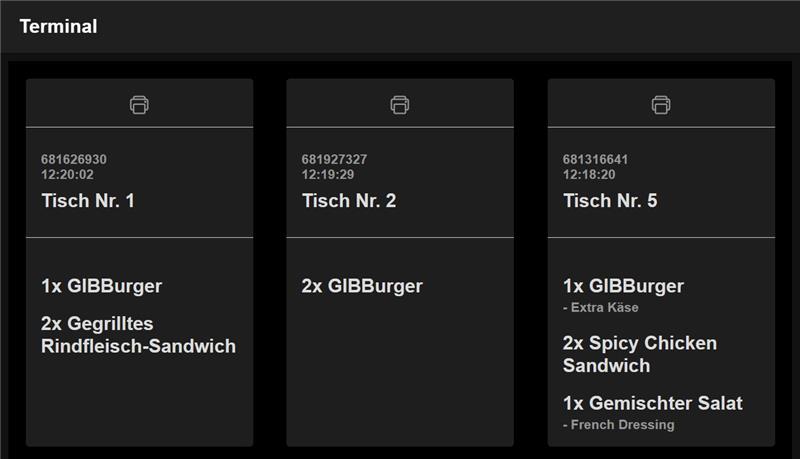 Terminal
681626930
12:20:02
Tisch Nr. 1
1x GIBBurger
2x Gegrilltes
Rindfleisch-Sandwich
681927327
12:19:29
Tisch Nr. 2
2x GIBBurger
681316641
12:18:20
Tisch Nr. 5
1x GIBBurger
- Extra Käse
2x Spicy Chicken
Sandwich
1x Gemischter Salat
- French Dressing